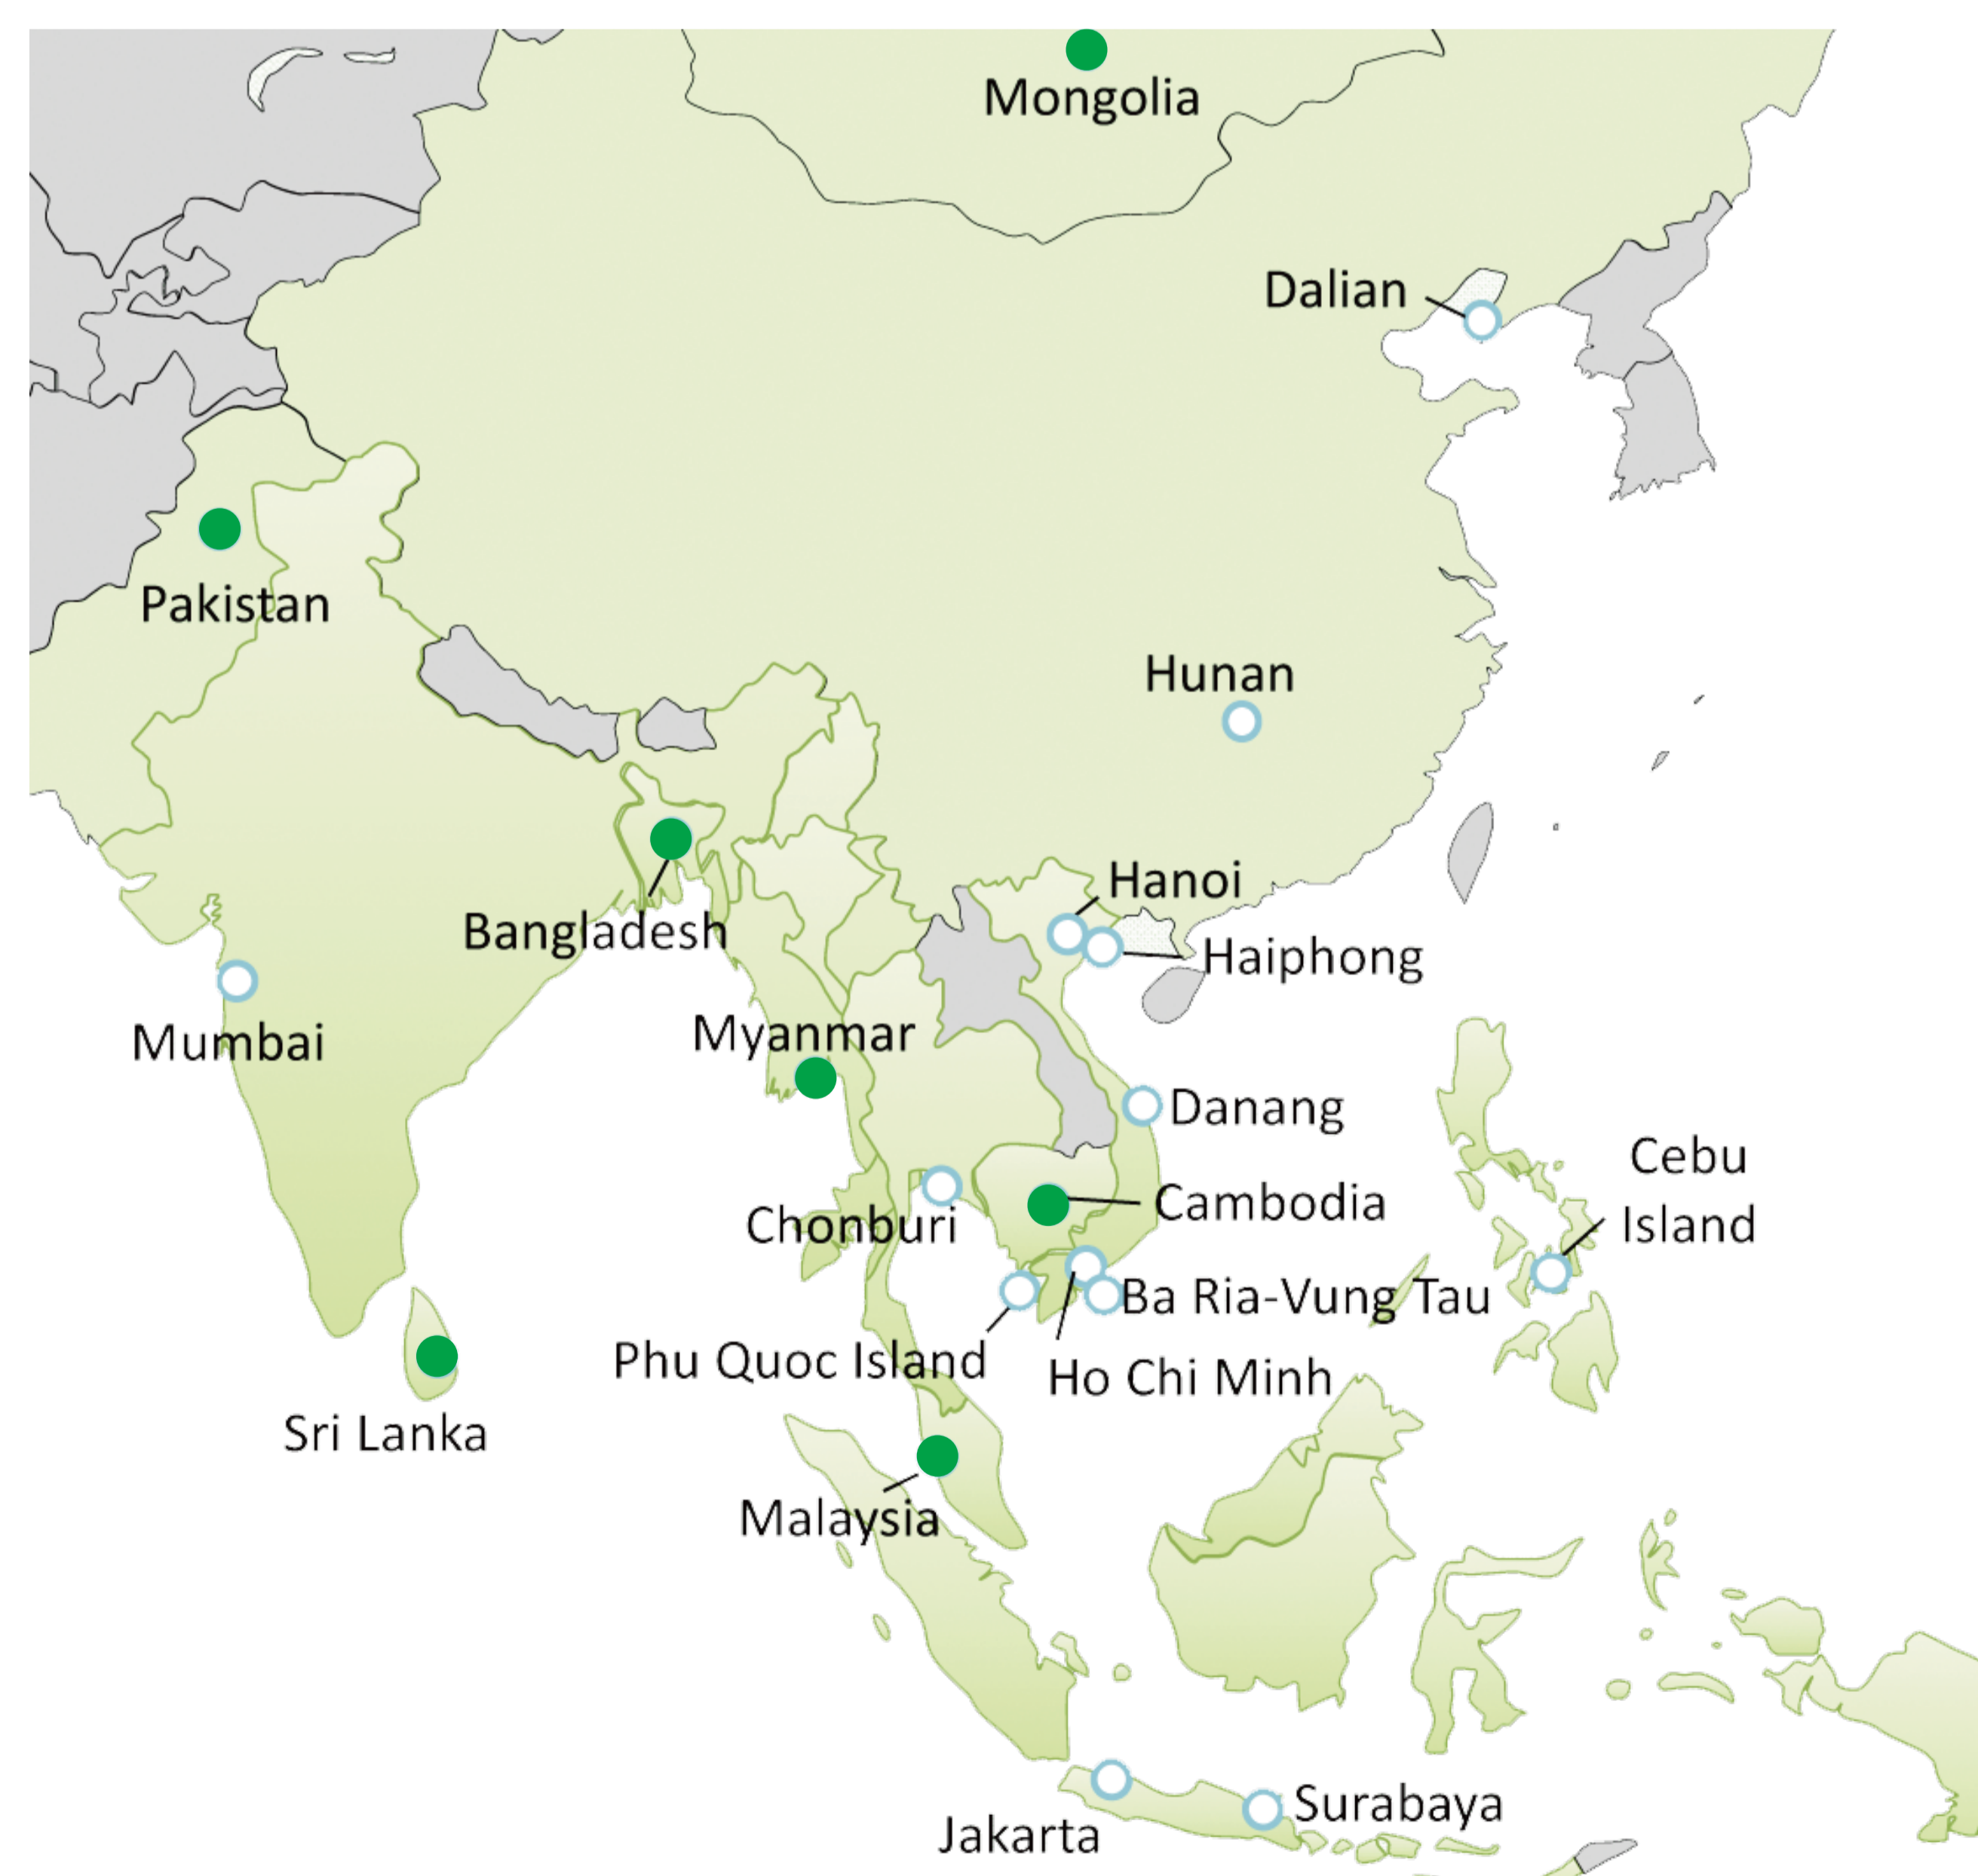 Mongolia
Dalian
Pakistan
Hunan
Hanoi
Bangladesh
Haiphong
Myanmar
Mumbai
Danang
Cebu
Island
Cambodia
Chonburi
Ba Ria-Vung Tau
Phu Quoc Island
Ho Chi Minh
Sri Lanka
Malaysia
Surabaya
Jakarta